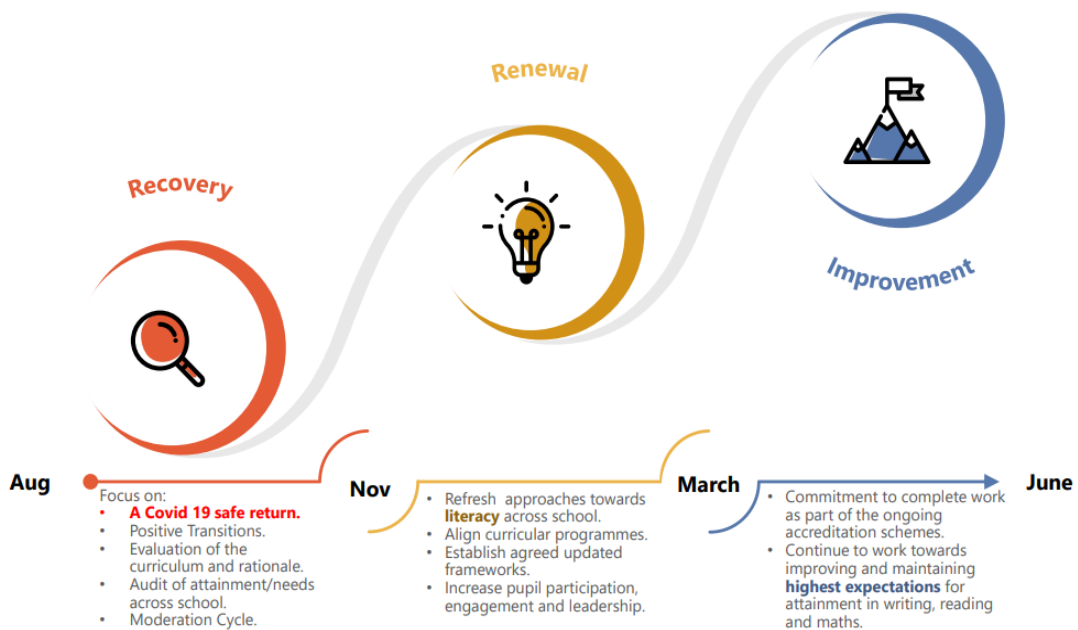 Recovery
Renewal
Improvement
Aug
Focus on:
• A Covid 19 safe return.
• Positive Transitions.
• Evaluation of the
curriculum and rationale.
• Audit of attainment/needs
across school.
• Moderation Cycle.
Nov
• Refresh approaches towards
literacy across school.
• Align curricular programmes.
• Establish agreed updated
frameworks.
• Increase pupil participation,
engagement and leadership.
March
• Commitment to complete work
as part of the ongoing
accreditation schemes.
• Continue to work towards
improving and maintaining
highest expectations for
attainment in writing, reading
and maths.
June